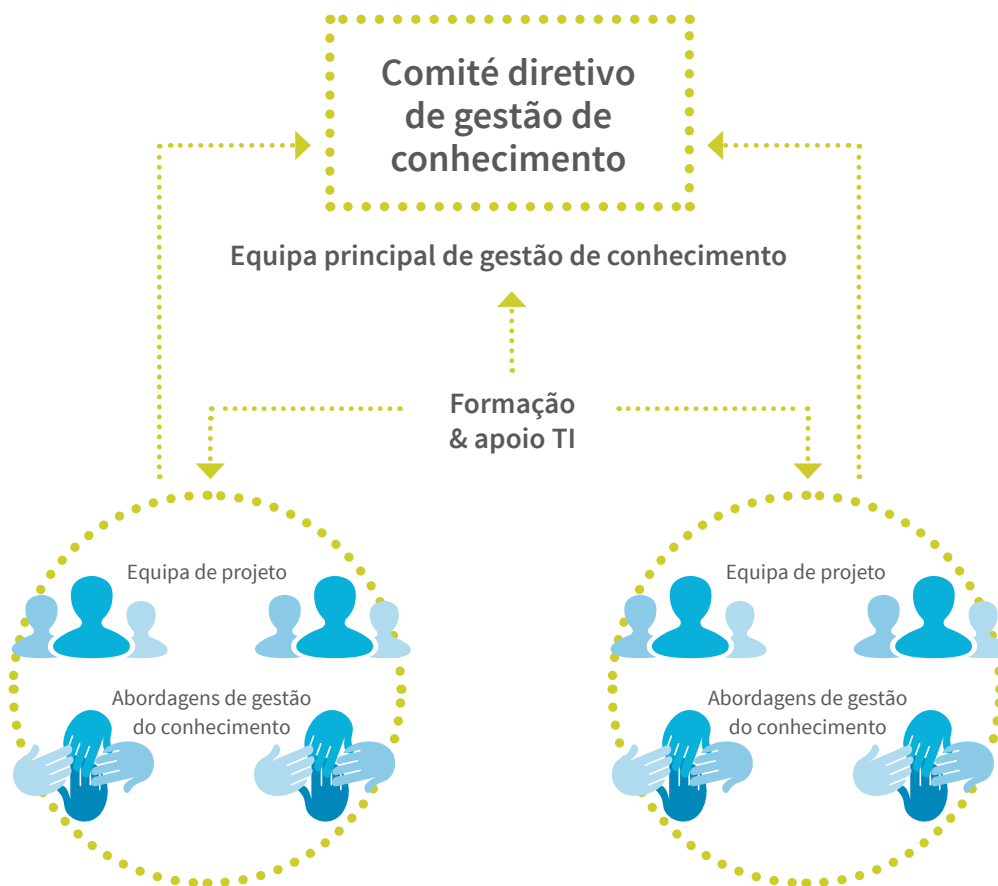 Comité diretivo
de gestão de
conhecimento
Equipa principal de gestão de conhecimento
Formação
& apoio TI
Equipa de projeto
Abordagens de gestão
do conhecimento
Equipa de projeto
Abordagens de gestão
do conhecimento